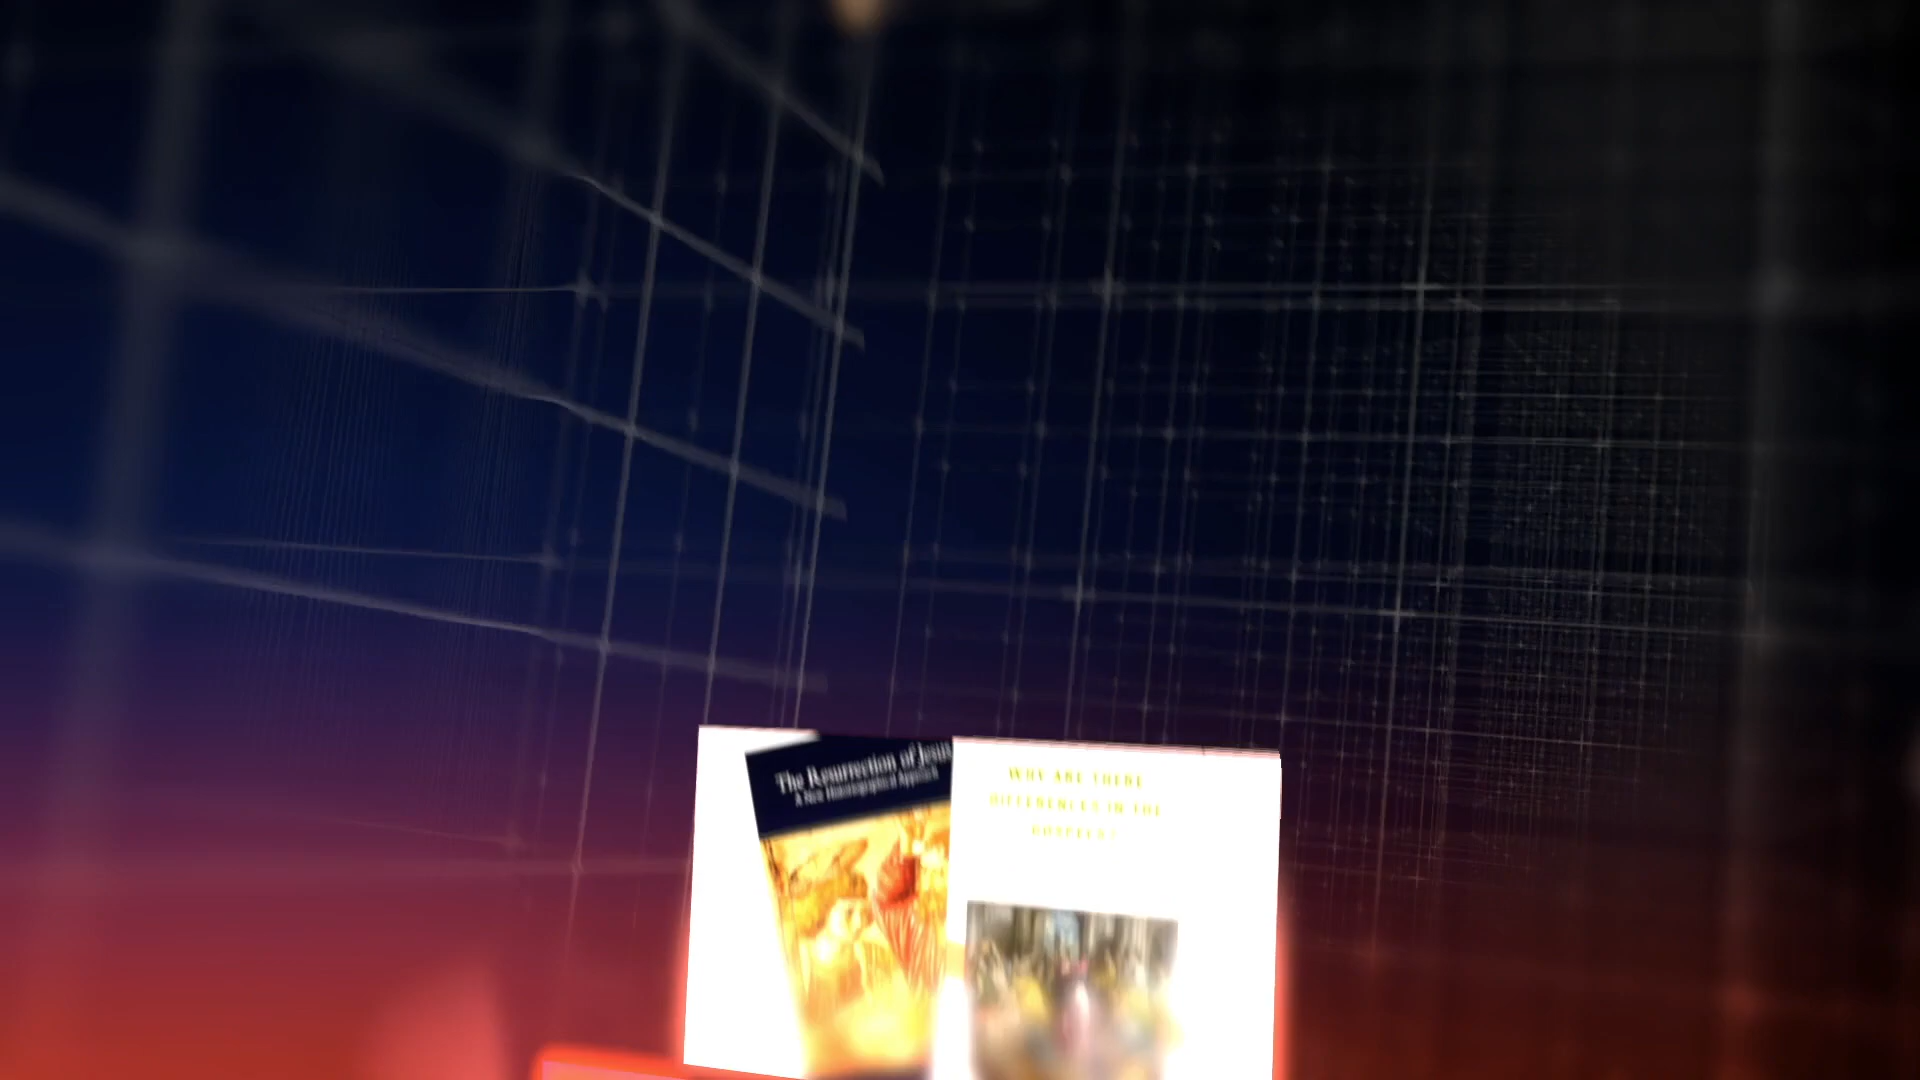 The Resurrection of Jesus
A New Historiographical Approach
WHY ARE THERE
DIFFERENCES IN THE
GOSPELS?